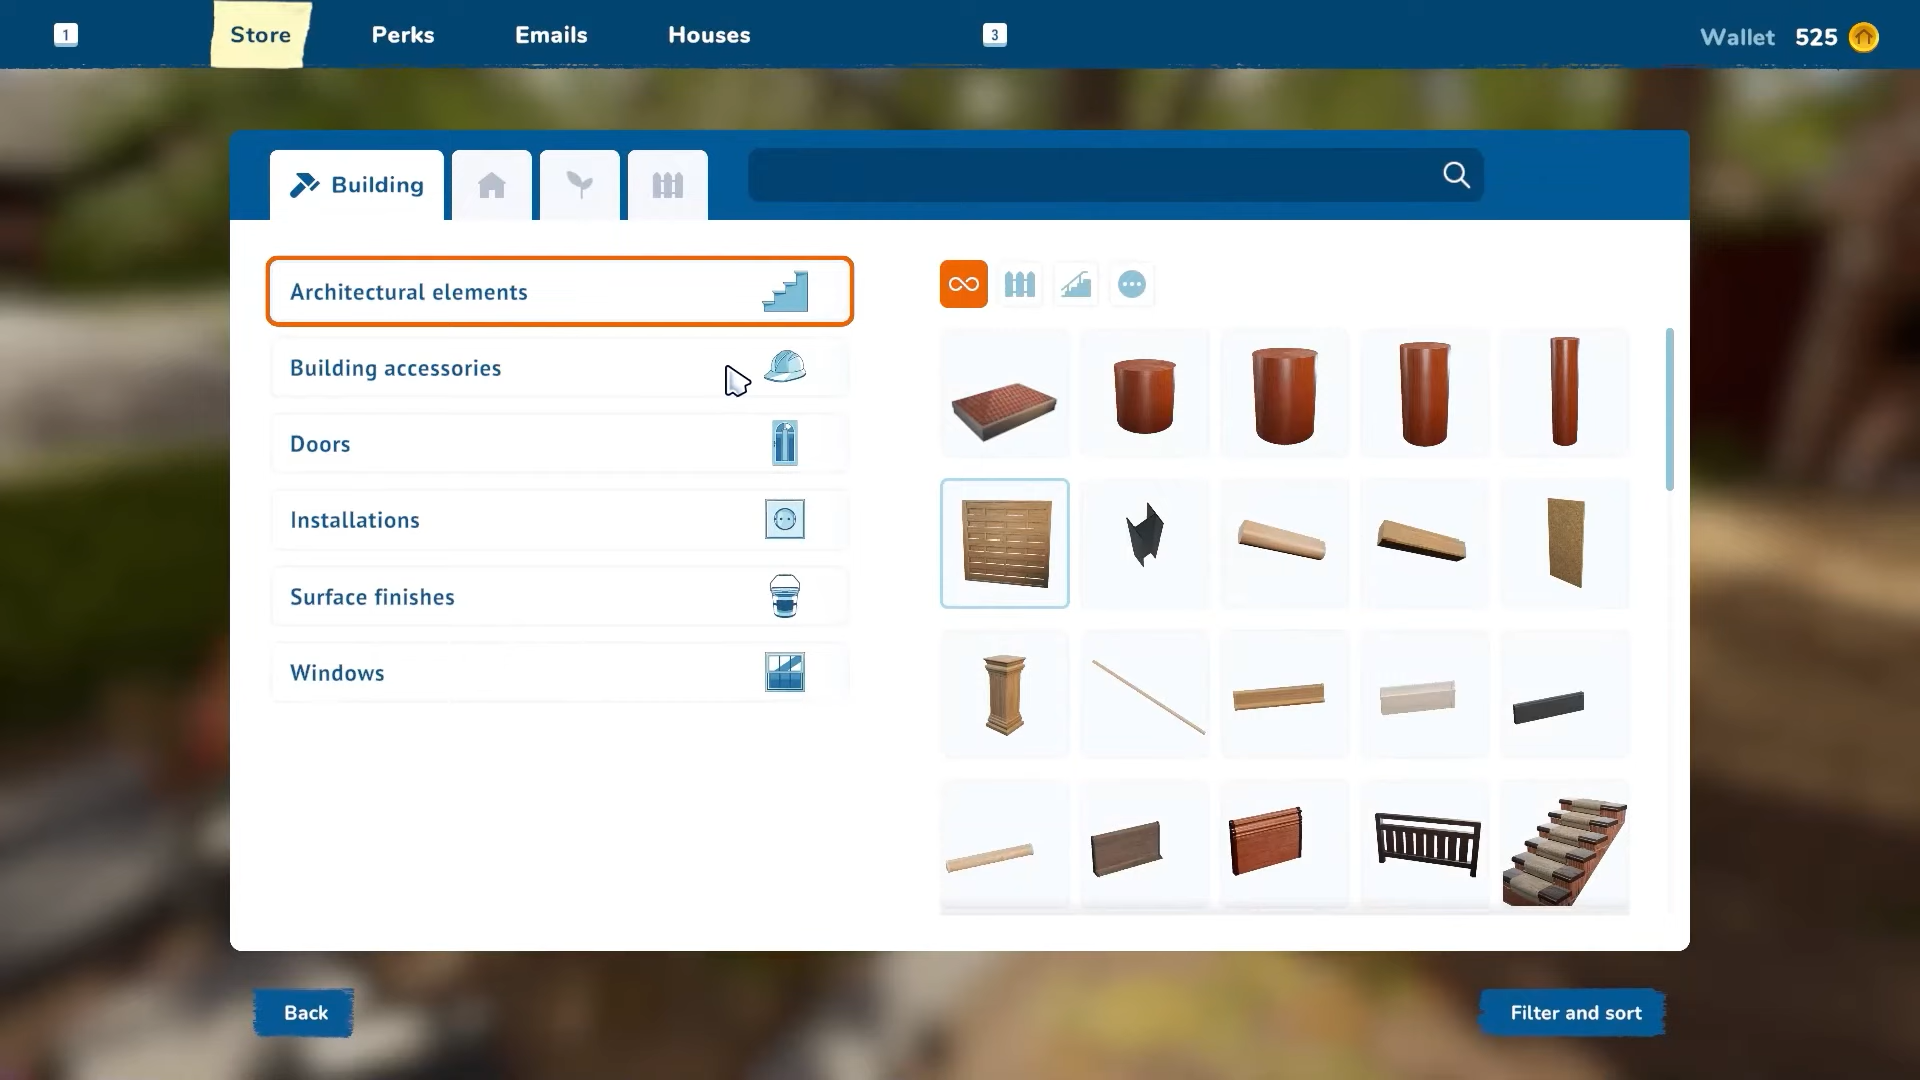 1
Store
Perks
Emails
Houses
3
Wallet 525
Building
Architectural elements
Building accessories
Doors
Installations
Surface finishes
Windows
Back
Filter and sort